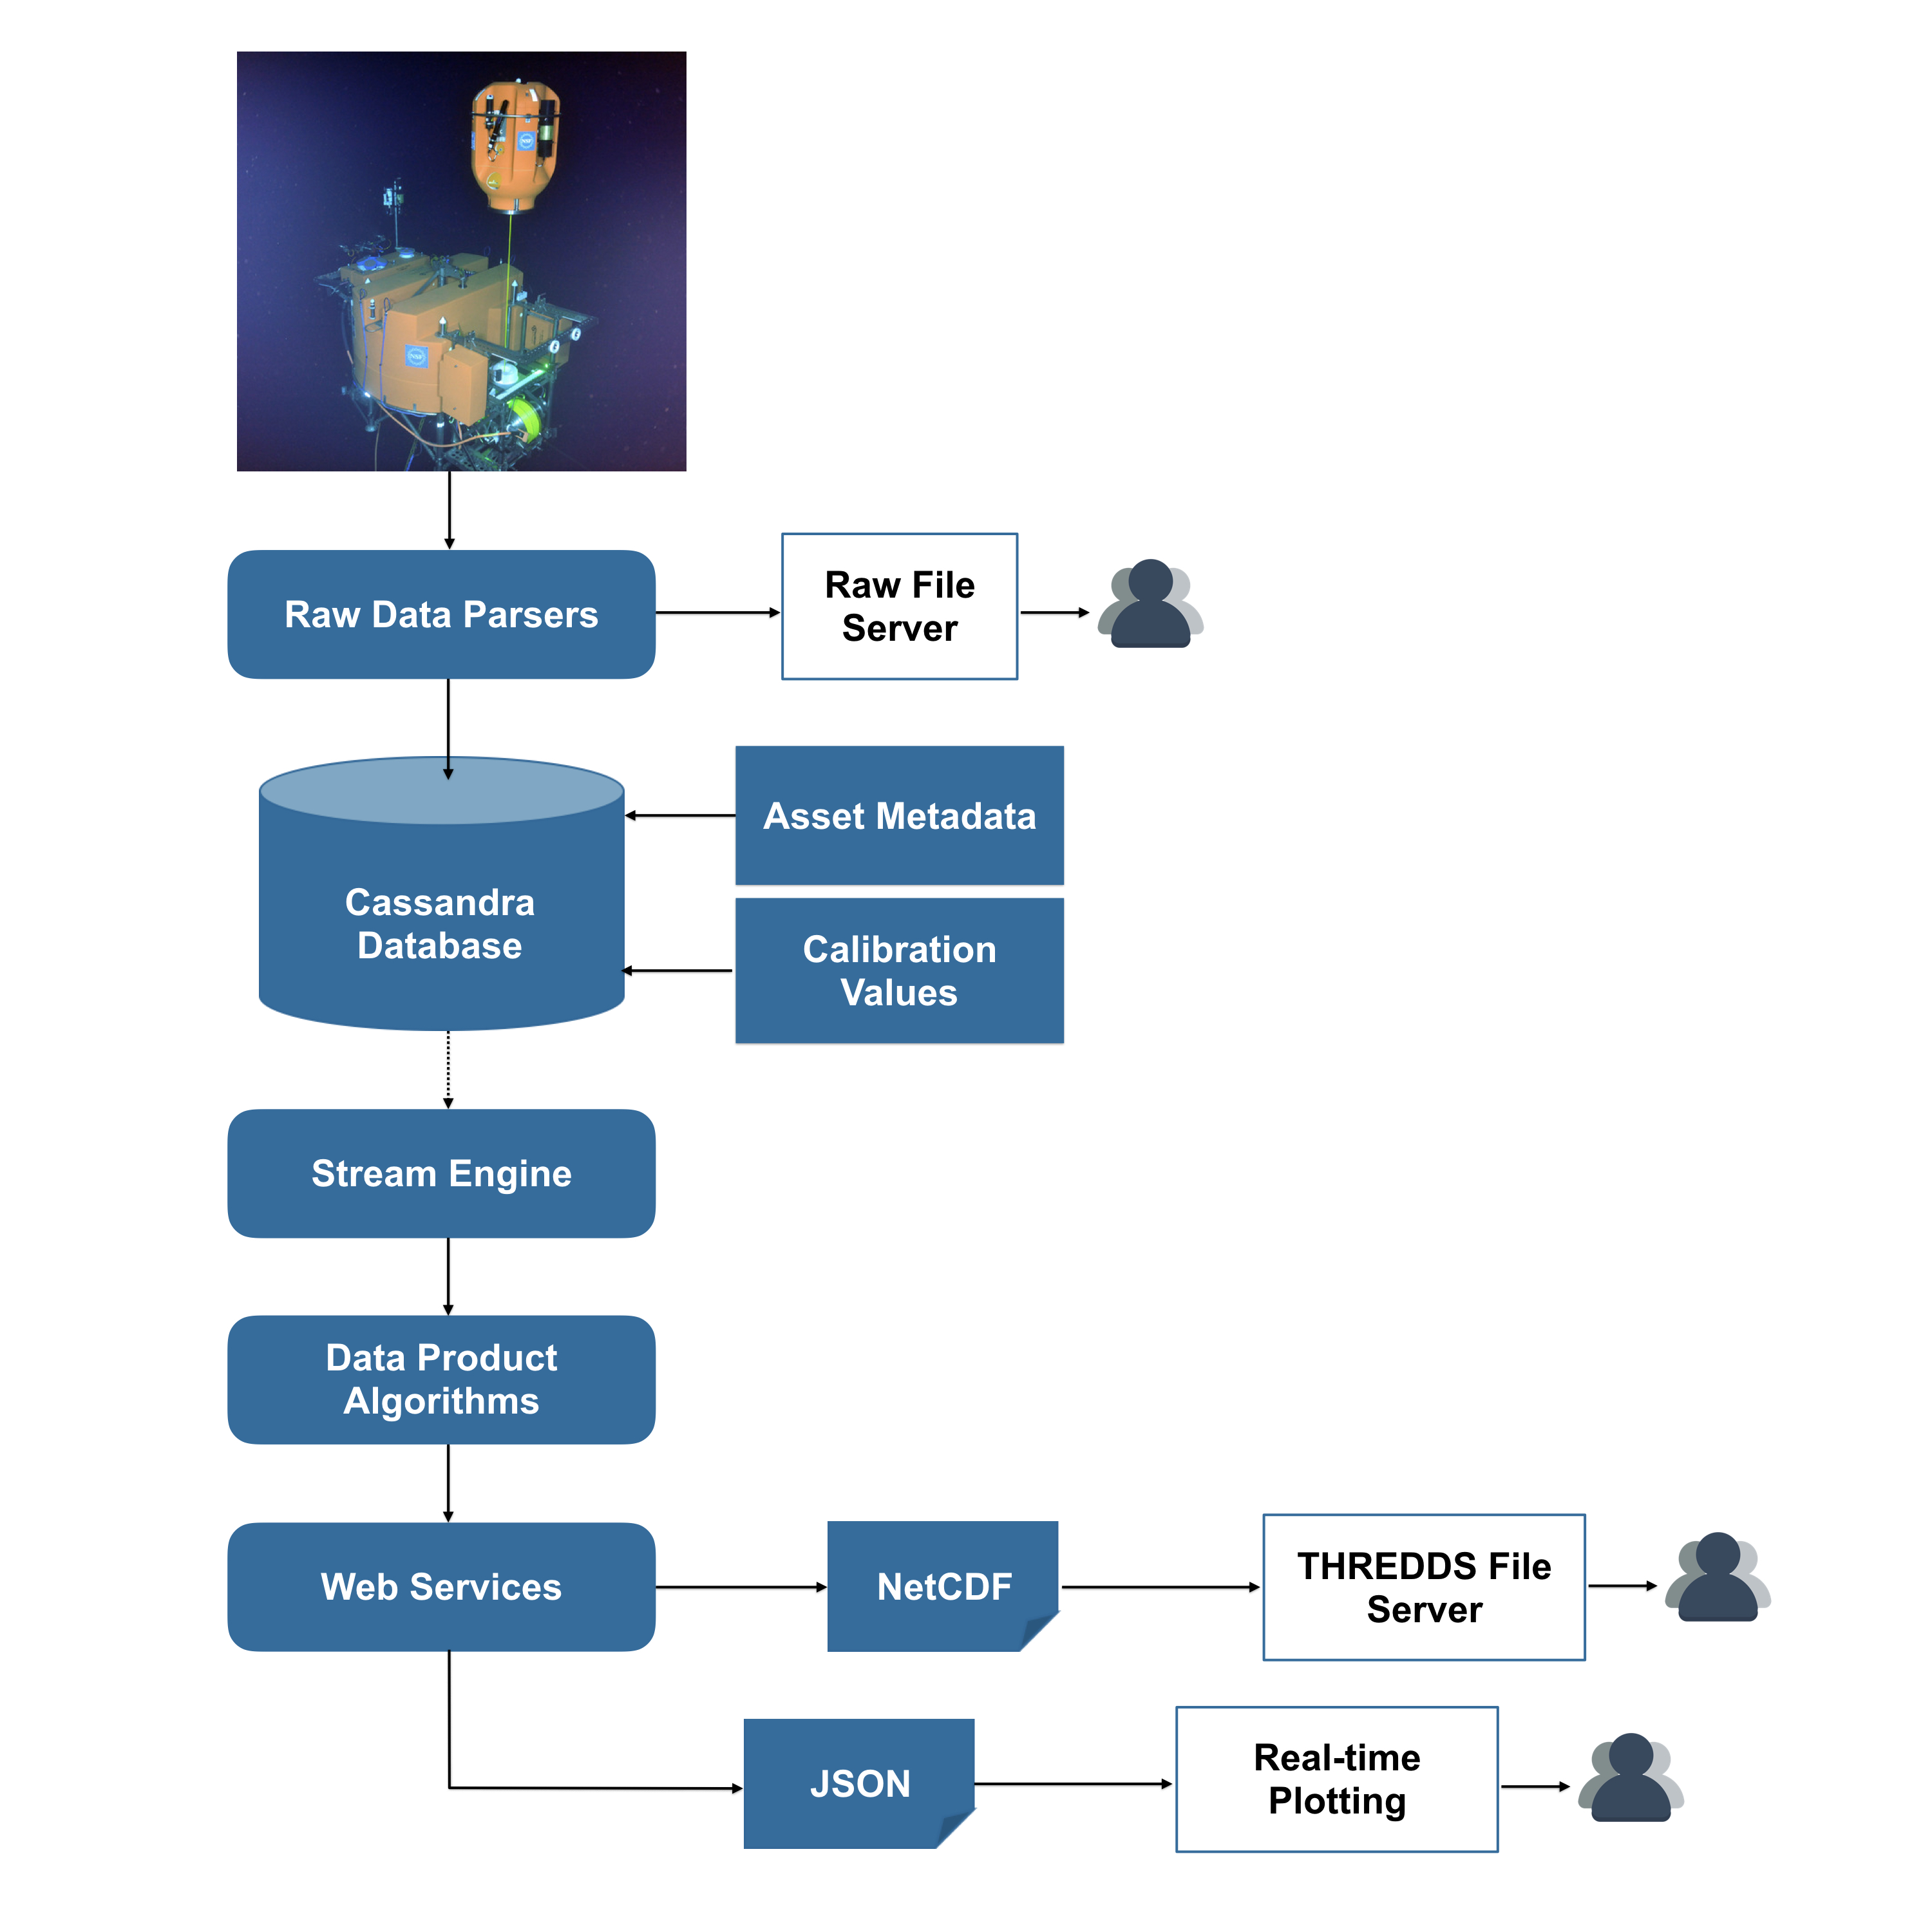 Raw Data Parsers
Raw File
Server
Asset Metadata
Cassandra
Database
Calibration
Values
Stream Engine
Data Product
Algorithms
Web Services
NetCDF
THREDDS File
Server
JSON
Real-time
Plotting